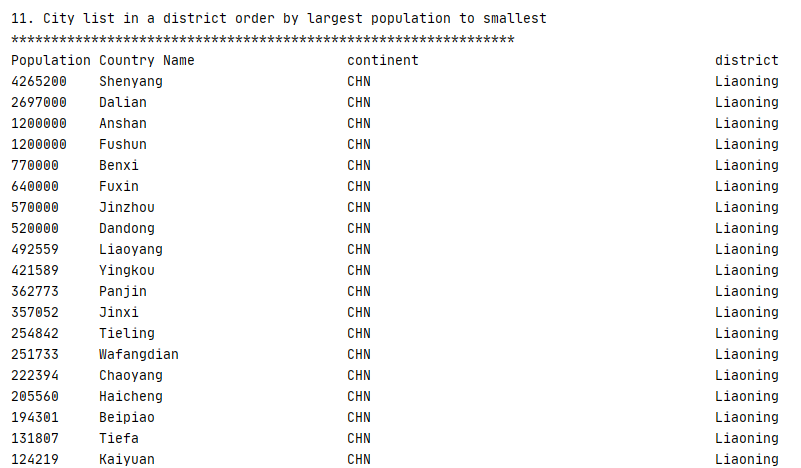 11. City list in a district order by largest population to smallest
***************************************************************
Population Country Name                   continent                                     district
4265200    Shenyang                       CHN                                           Liaoning
2697000    Dalian                         CHN                                           Liaoning
1200000    Anshan                         CHN                                           Liaoning
1200000    Fushun                         CHN                                           Liaoning
770000     Benxi                          CHN                                           Liaoning
640000     Fuxin                          CHN                                           Liaoning
570000     Jinzhou                        CHN                                           Liaoning
520000     Dandong                        CHN                                           Liaoning
492559     Liaoyang                       CHN                                           Liaoning
421589     Yingkou                        CHN                                           Liaoning
362773     Panjin                         CHN                                           Liaoning
357052     Jinxi                          CHN                                           Liaoning
254842     Tieling                        CHN                                           Liaoning
251733     Wafangdian                     CHN                                           Liaoning
222394     Chaoyang                       CHN                                           Liaoning
205560     Haicheng                       CHN                                           Liaoning
194301     Beipiao                        CHN                                           Liaoning
131807     Tiefa                          CHN                                           Liaoning
124219     Kaiyuan                        CHN                                           Liaoning